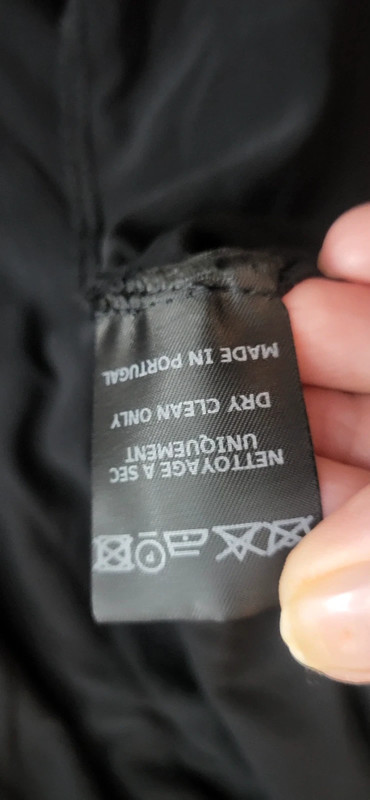 P
NETTOYAGE A SEC
UNIQUEMENT
DRY CLEAN ONLY
MADE IN PORTUGAL